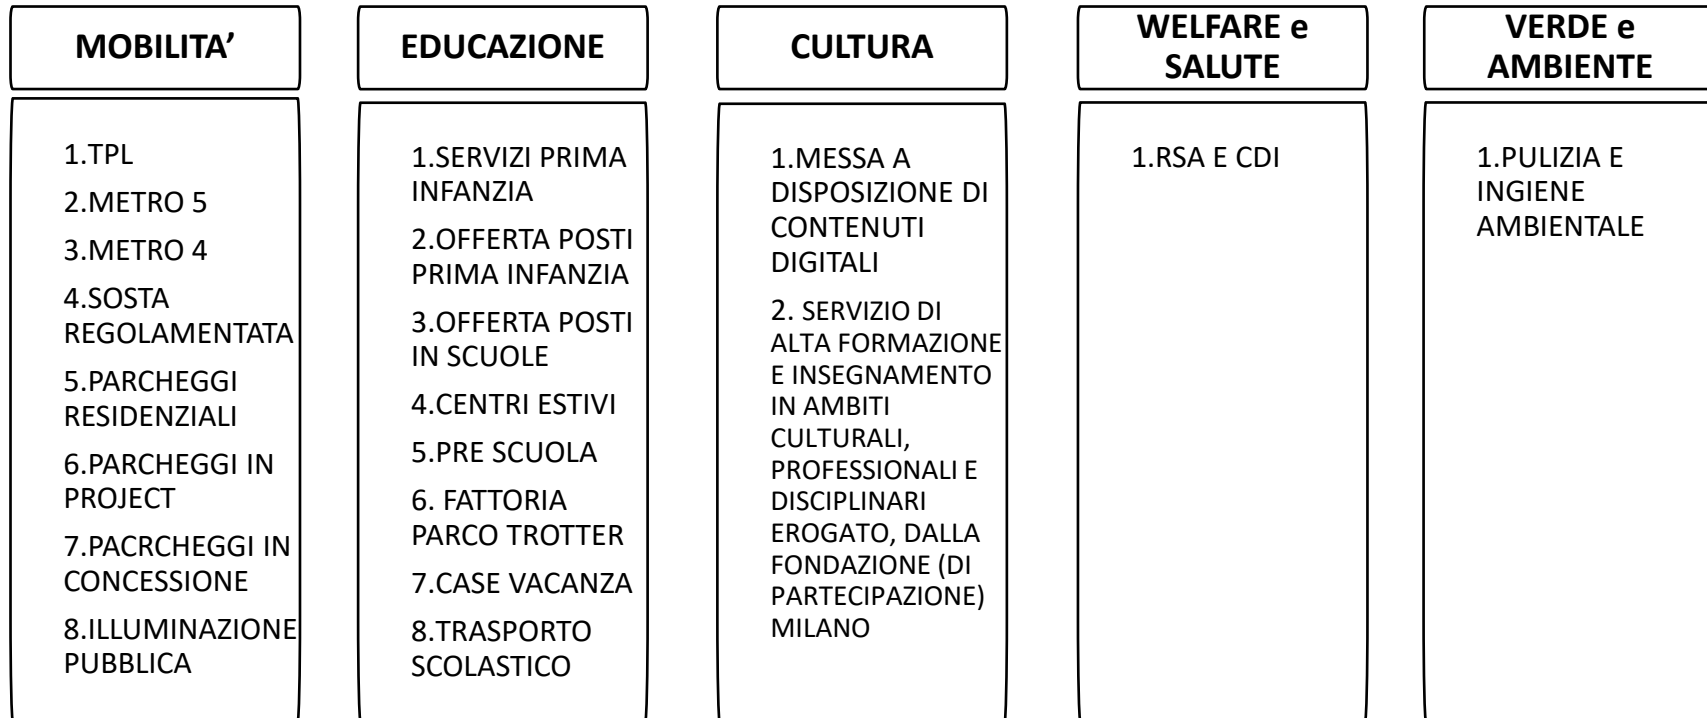 MOBILITA’
1.TPL
2.METRO 5
3.METRO 4
4.SOSTA
REGOLAMENTATA
5.PARCHEGGI
RESIDENZIALI
6.PARCHEGGI IN
PROJECT
7.PACRCHEGGI IN
CONCESSIONE
8.ILLUMINAZIONE
PUBBLICA
EDUCAZIONE
1.SERVIZI PRIMA
INFANZIA
2.OFFERTA POSTI
PRIMA INFANZIA
3.OFFERTA POSTI
IN SCUOLE
4.CENTRI ESTIVI
5.PRE SCUOLA
6. FATTORIA
PARCO TROTTER
7.CASE VACANZA
8.TRASPORTO
SCOLASTICO
CULTURA
1.MESSA A
DISPOSIZIONE DI
CONTENUTI
DIGITALI
2. SERVIZIO DI
ALTA FORMAZIONE
E INSEGNAMENTO
IN AMBITI
CULTURALI,
PROFESSIONALI E
DISCIPLINARI
EROGATO, DALLA
FONDAZIONE (DI
PARTECIPAZIONE)
MILANO
WELFARE e
SALUTE
1.RSA E CDI
VERDE e
AMBIENTE
1.PULIZIA E
INGIENE
AMBIENTALE